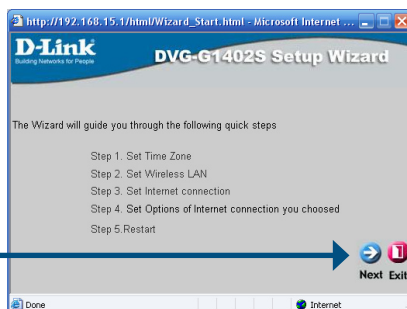 http://192.168.15.1/html/Wizard_Start.html - Microsoft Internet ...
D-Link
Building Networks for People
DVG-G1402S Setup Wizard
The Wizard will guide you through the following quick steps
Step 1. Set Time Zone
Step 2. Set Wireless LAN
Step 3. Set Internet connection
Step 4. Set Options of Internet connection you choosed
Step 5.Restart
Next Exit
Done Internet